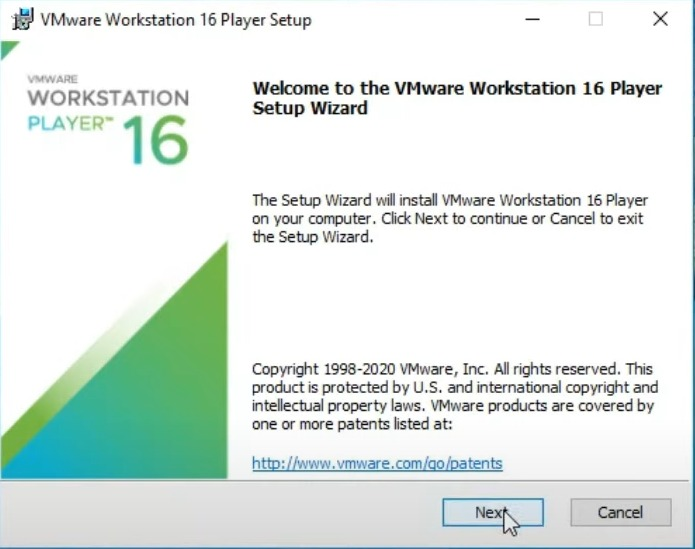 VMware Workstation 16 Player Setup
VMWARE
WORKSTATION
PLAYER™ 16
Welcome to the VMware Workstation 16 Player
Setup Wizard
The Setup Wizard will install VMware Workstation 16 Player
on your computer. Click Next to continue or Cancel to exit
the Setup Wizard.
Copyright 1998-2020 VMware, Inc. All rights reserved. This
product is protected by U.S. and international copyright and
intellectual property laws. VMware products are covered by
one or more patents listed at:
http://www.vmware.com/go/patents
Next
Cancel